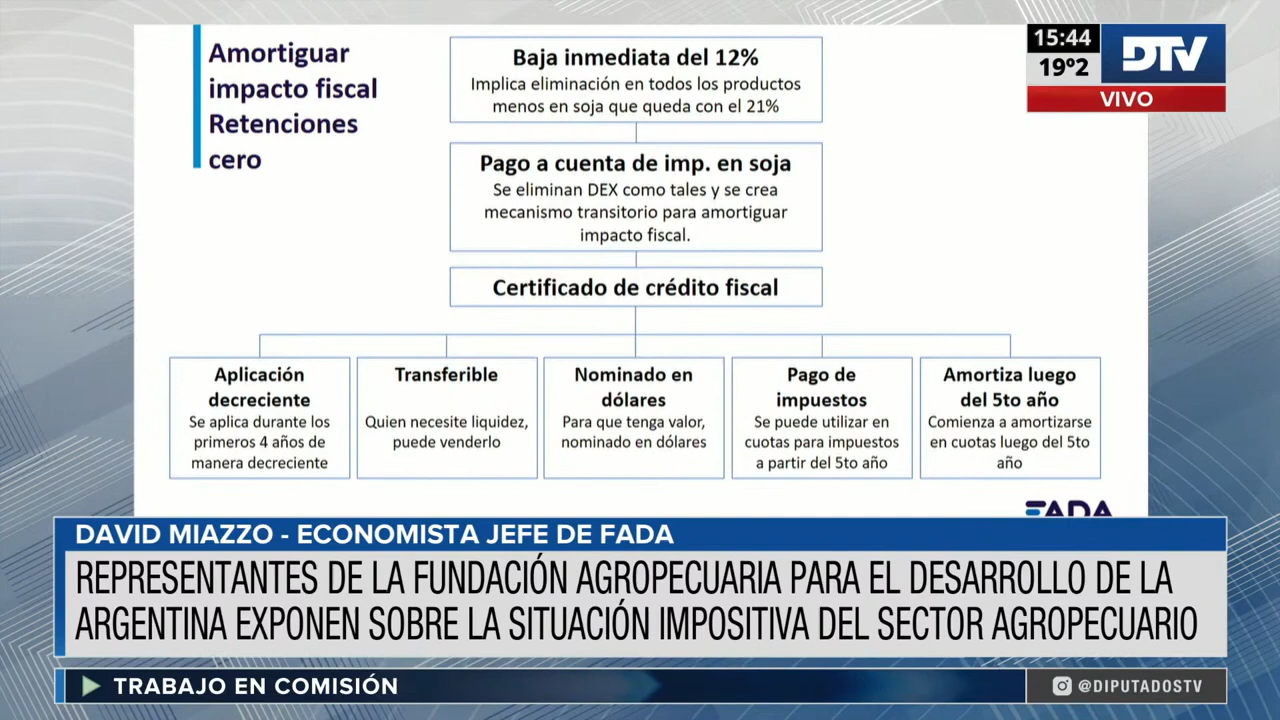 Amortiguar
impacto fiscal
Retenciones
cero
Baja inmediata del 12%
Implica eliminación en todos los productos
menos en soja que queda con el 21%
Pago a cuenta de imp. en soja
Se eliminan DEX como tales y se crea
mecanismo transitorio para amortiguar
impacto fiscal.
Certificado de crédito fiscal
Aplicación
decreciente
Se aplica durante los
primeros 4 años de
manera decreciente
Transferible
Quien necesite liquidez,
puede venderlo
Nominado en
dólares
Para que tenga valor,
nominado en dólares
Pago de
impuestos
Se puede utilizar en
cuotas para impuestos
a partir del 5to año
Amortiza luego
del 5to año
Comienza a amortizarse
en cuotas luego del 5to
año
FADA
15:44
19º2
DTV
VIVO
DAVID MIAZZO - ECONOMISTA JEFE DE FADA
REPRESENTANTES DE LA FUNDACIÓN AGROPECUARIA PARA EL DESARROLLO DE LA
ARGENTINA EXPONEN SOBRE LA SITUACIÓN IMPOSITIVA DEL SECTOR AGROPECUARIO
TRABAJO EN COMISIÓN
@DIPUTADOSTV